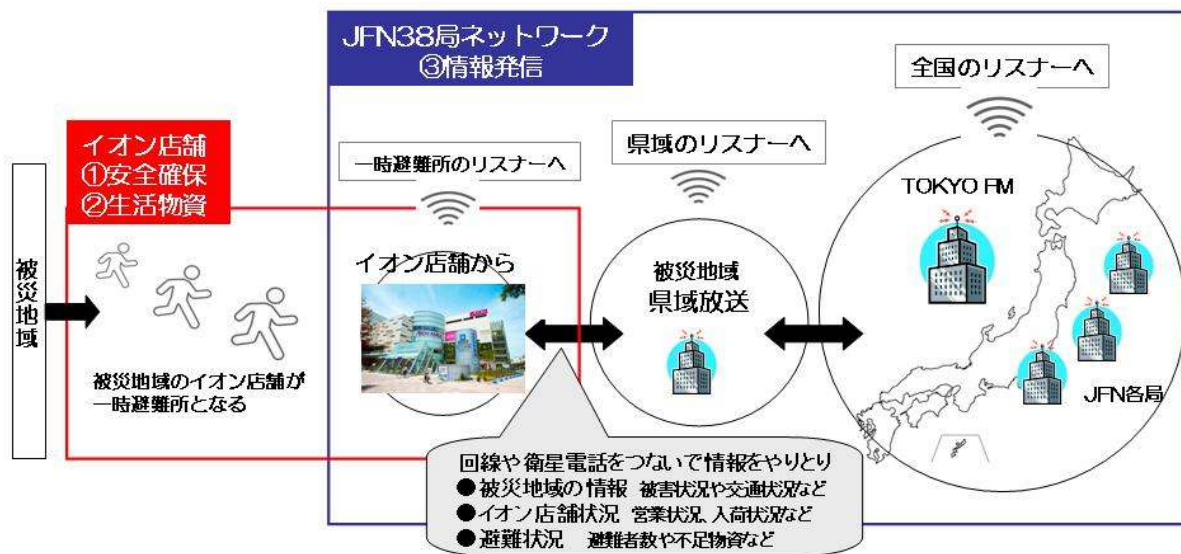 JFN38局ネットワーク
③情報発信
全国のリスナーへ
県域のリスナーへ
一時避難所のリスナーへ
イオン店舗
①安全確保
②生活物資
被災地域
被災地域のイオン店舗が
一時避難所となる
イオン店舗から
被災地域
県域放送
TOKYO FM
JFN各局
回線や衛星電話をつないで情報をやりとり
●被災地域の情報 被害状況や交通状況など
●イオン店舗状況 営業状況、入荷状況など
●避難状況 避難者数や不足物資など